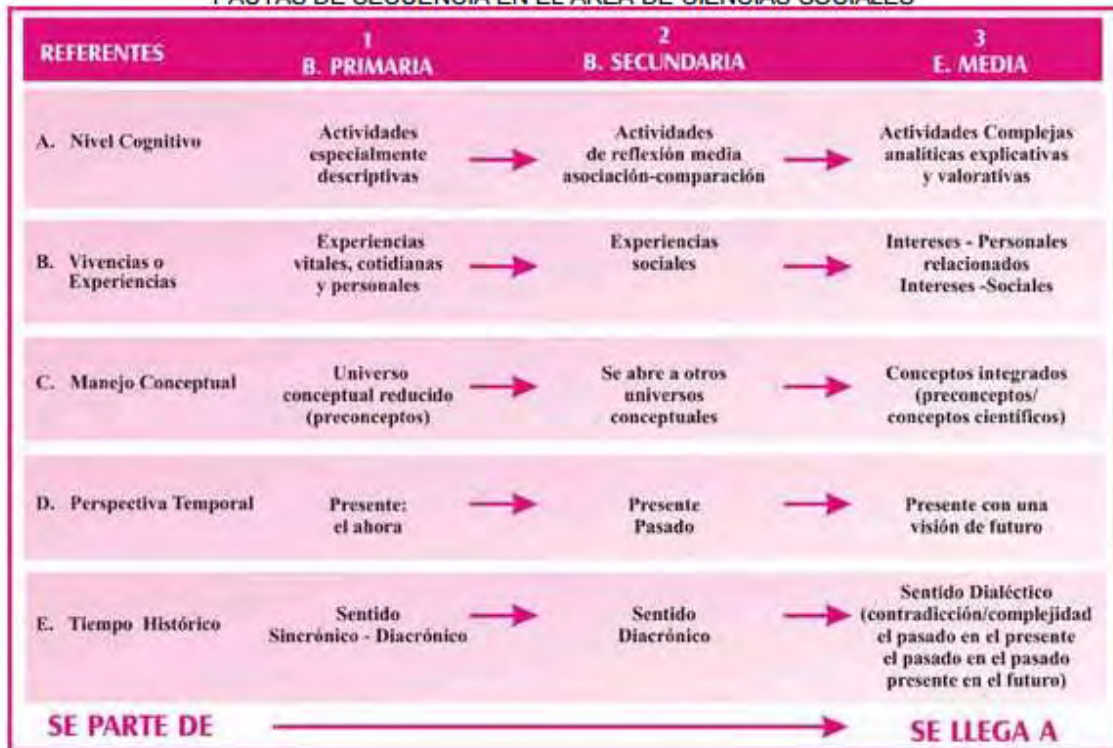 PAUTAS DE SECUENCIA EN EL ÁREA DE CIENCIAS SOCIALES
REFERENTES
1
B. PRIMARIA
2
B. SECUNDARIA
3
E. MEDIA
A. Nivel Cognitivo
Actividades
especialmente
descriptivas
Actividades
de reflexión media
asociación-comparación
Actividades Complejas
analíticas explicativas
y valorativas
B. Vivencias o
Experiencias
Experiencias
vitales, cotidianas
y personales
Experiencias
sociales
Intereses - Personales
relacionados
Intereses -Sociales
C. Manejo Conceptual
Universo
conceptual reducido
(preconceptos)
Se abre a otros
universos
conceptuales
Conceptos integrados
(preconceptos/
conceptos científicos)
D. Perspectiva Temporal
Presente:
el ahora
Presente
Pasado
Presente con una
visión de futuro
E. Tiempo Histórico
Sentido
Sincrónico - Diacrónico
Sentido
Diacrónico
Sentido Dialéctico
(contradicción/complejidad
el pasado en el presente
el pasado en el pasado
presente en el futuro)
SE PARTE DE
SE LLEGA A